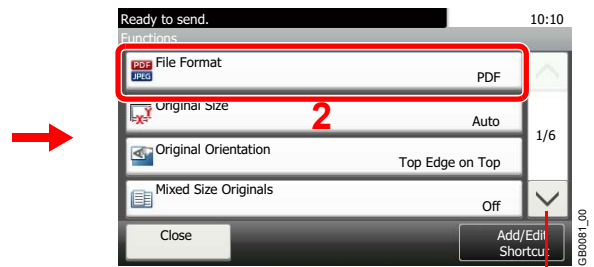 Ready to send.
10:10
Functions
PDF
JPEG
File Format
PDF
2
Original Size
Auto
1/6
Original Orientation
Top Edge on Top
Mixed Size Originals
Off
Close
Add/Edit
Shortcut
GB0081_00